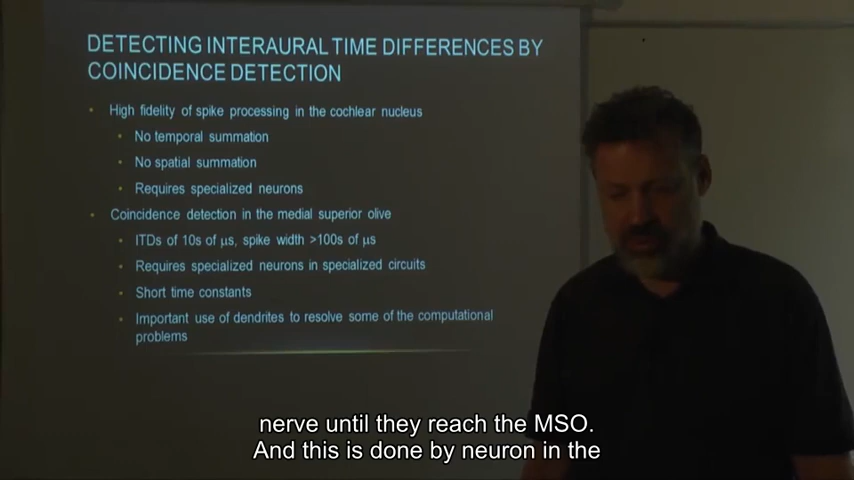 DETECTING INTERAURAL TIME DIFFERENCES BY
COINCIDENCE DETECTION
• High fidelity of spike processing in the cochlear nucleus
• No temporal summation
• No spatial summation
• Requires specialized neurons
• Coincidence detection in the medial superior olive
• ITDs of 10s of µs, spike width >100s of µs
• Requires specialized neurons in specialized circuits
• Short time constants
• Important use of dendrites to resolve some of the computational
problems
nerve until they reach the MSO.
And this is done by neuron in the